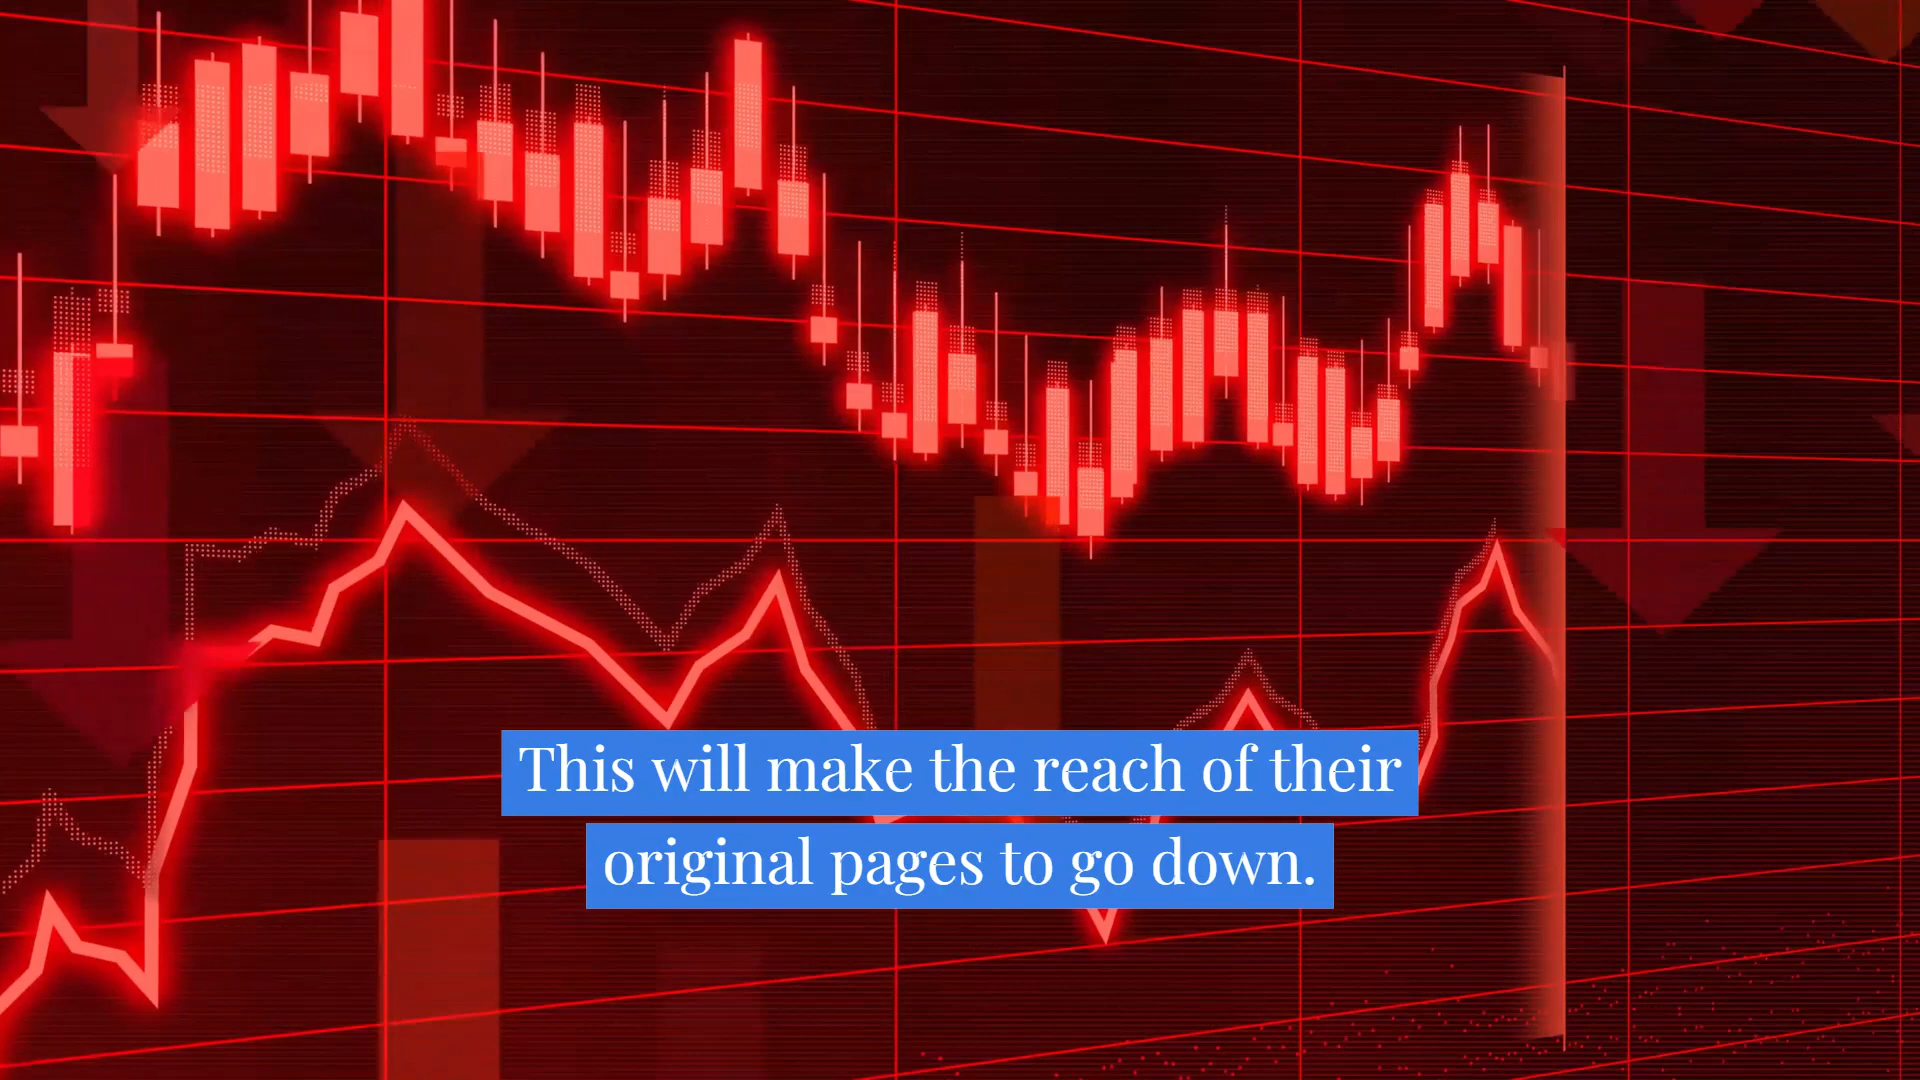 This will make the reach of their
original pages to go down.